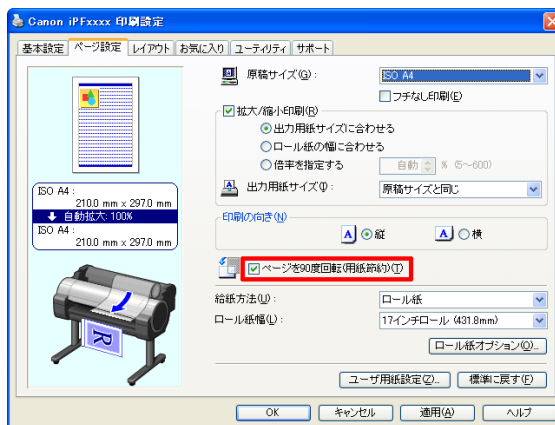 Canon iPFxxxx 印刷設定
基本設定 ページ設定 レイアウト お気に入り ユーティリティ サポート
原稿サイズ(G): ISO A4
フチなし印刷(E)
拡大/縮小印刷(R)
出力用紙サイズに合わせる
ロール紙の幅に合わせる
倍率を指定する 自動 % (5～600)
出力用紙サイズ(I): 原稿サイズと同じ
ISO A4 :
210.0 mm x 297.0 mm
自動拡大: 100%
ISO A4 :
210.0 mm x 297.0 mm
印刷の向き(N)
A 縦 A 横
ページを90度回転(用紙節約)(T)
給紙方法(U): ロール紙
ロール紙幅(L): 17インチロール (431.8mm)
ロール紙オプション(O)...
ユーザ用紙設定(Z)... 標準に戻す(F)
OK キャンセル 適用(A) ヘルプ
R